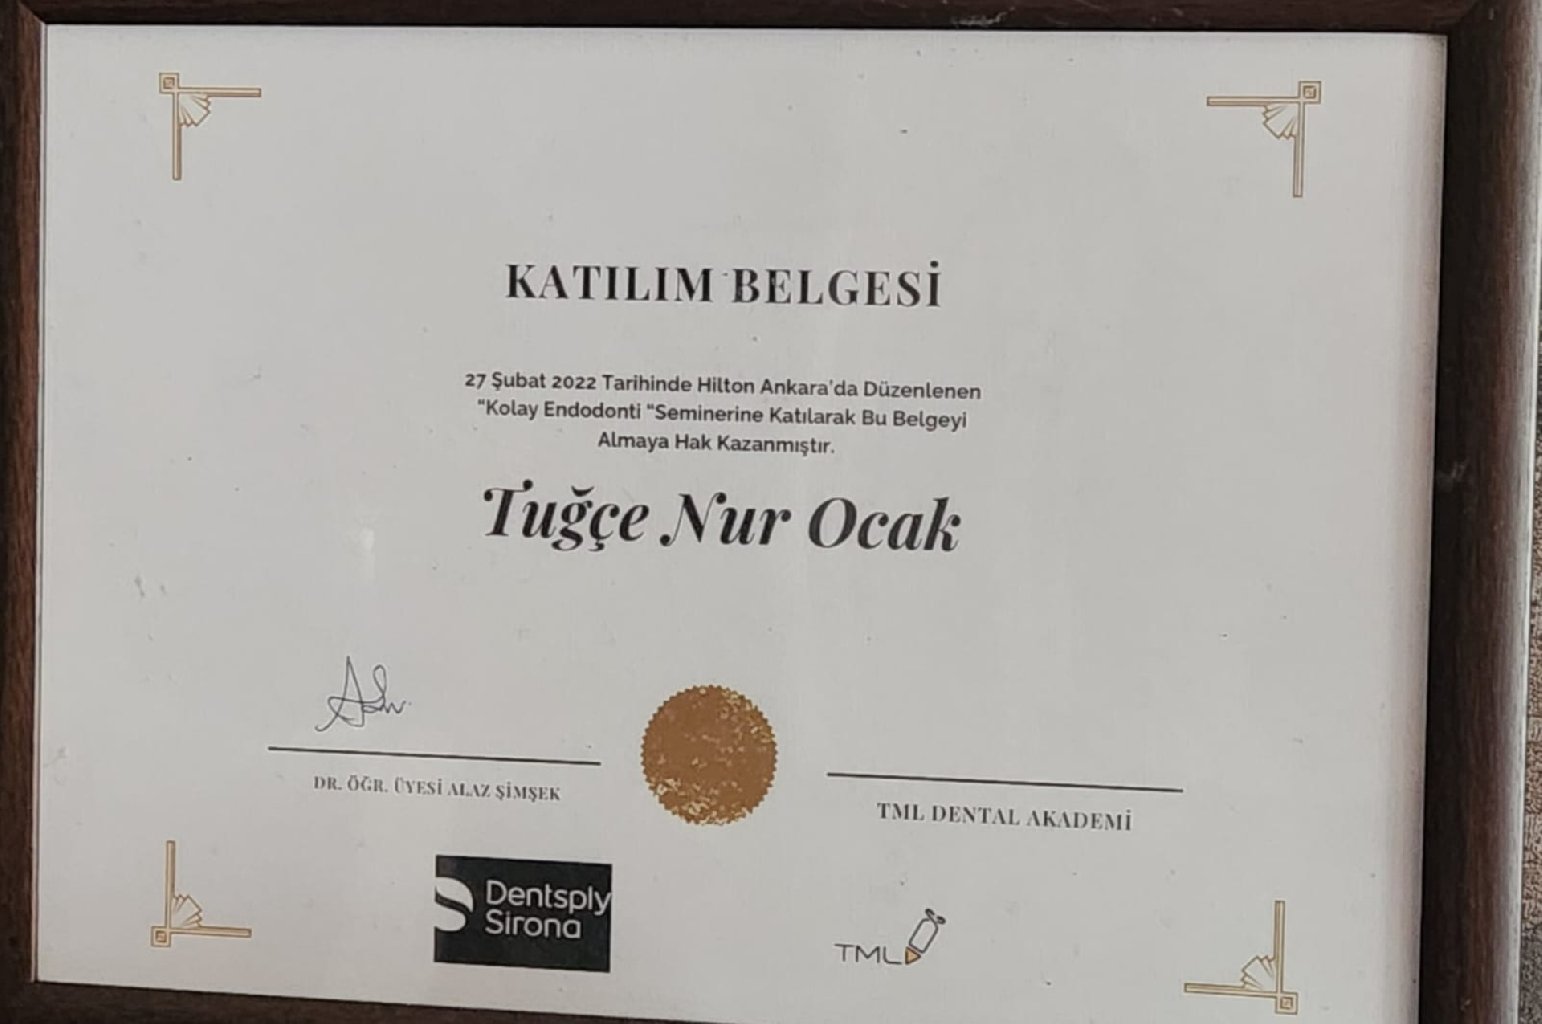 KATILIM BELGESİ
27 Şubat 2022 Tarihinde Hilton Ankara'da Düzenlenen
"Kolay Endodonti "Seminerine Katılarak Bu Belgeyi
Almaya Hak Kazanmıştır.
Tuğçe Nur Ocak
DR. ÖĞR. ÜYESİ ALAZ ŞİMŞEK
TML DENTAL AKADEMİ
Dentsply
Sirona
TML